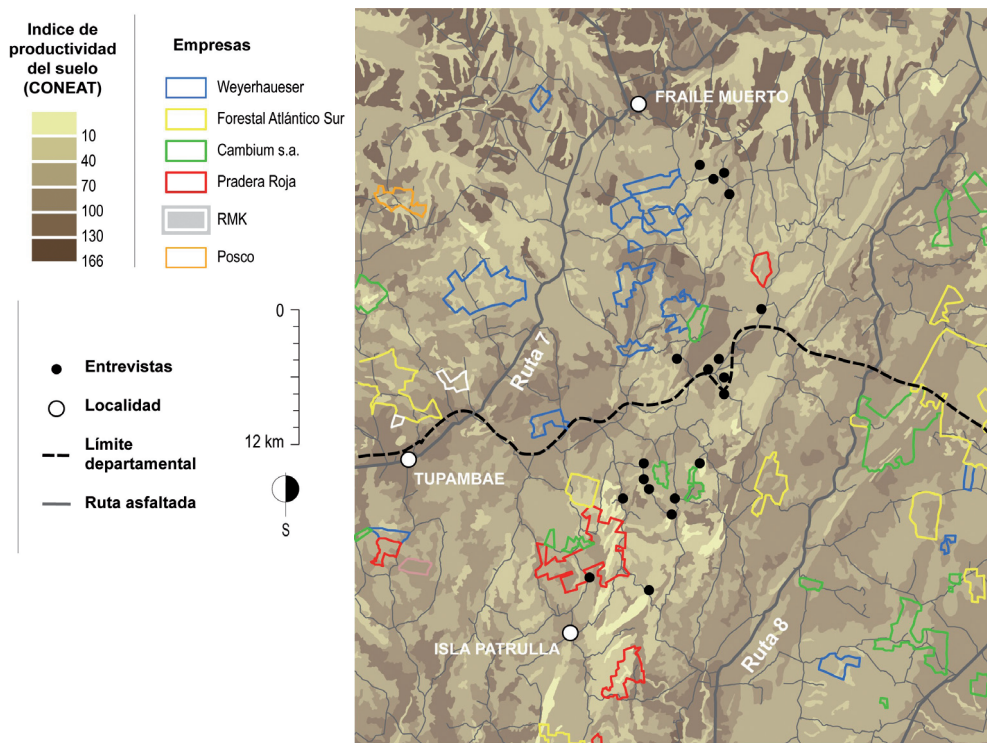 Indice de
productividad
del suelo
(CONEAT)
10
40
70
100
130
166
Empresas
Weyerhaueser
Forestal Atlántico Sur
Cambium s.a.
Pradera Roja
RMK
Posco
Entrevistas
Localidad
Límite
departamental
Ruta asfaltada
0
12 km
S
FRAILE MUERTO
Ruta 7
TUPAMBAE
ISLA PATRULLA
Ruta 8